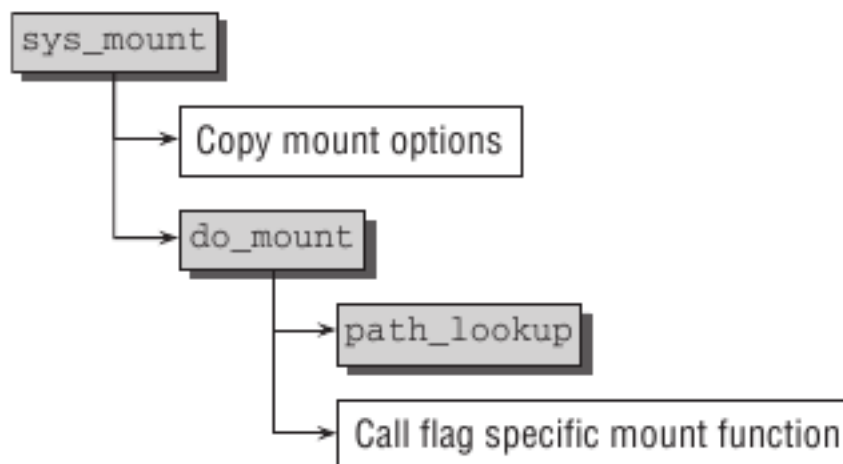 sys_mount
Copy mount options
do_mount
path_lookup
Call flag specific mount function